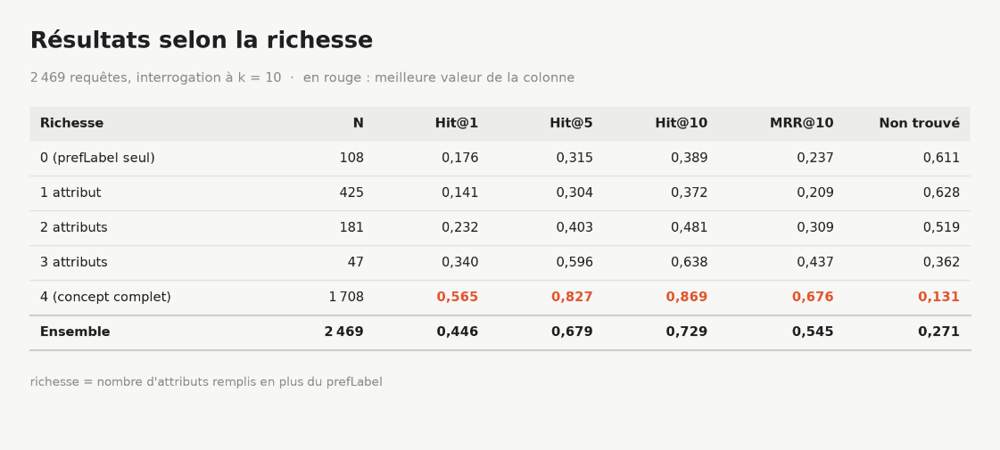 Résultats selon la richesse
2 469 requêtes, interrogation à k = 10 · en rouge : meilleure valeur de la colonne
Richesse N Hit@1 Hit@5 Hit@10 MRR@10 Non trouvé
0 (prefLabel seul) 108 0,176 0,315 0,389 0,237 0,611
1 attribut 425 0,141 0,304 0,372 0,209 0,628
2 attributs 181 0,232 0,403 0,481 0,309 0,519
3 attributs 47 0,340 0,596 0,638 0,437 0,362
4 (concept complet) 1 708 0,565 0,827 0,869 0,676 0,131
Ensemble 2 469 0,446 0,679 0,729 0,545 0,271
richesse = nombre d'attributs remplis en plus du prefLabel